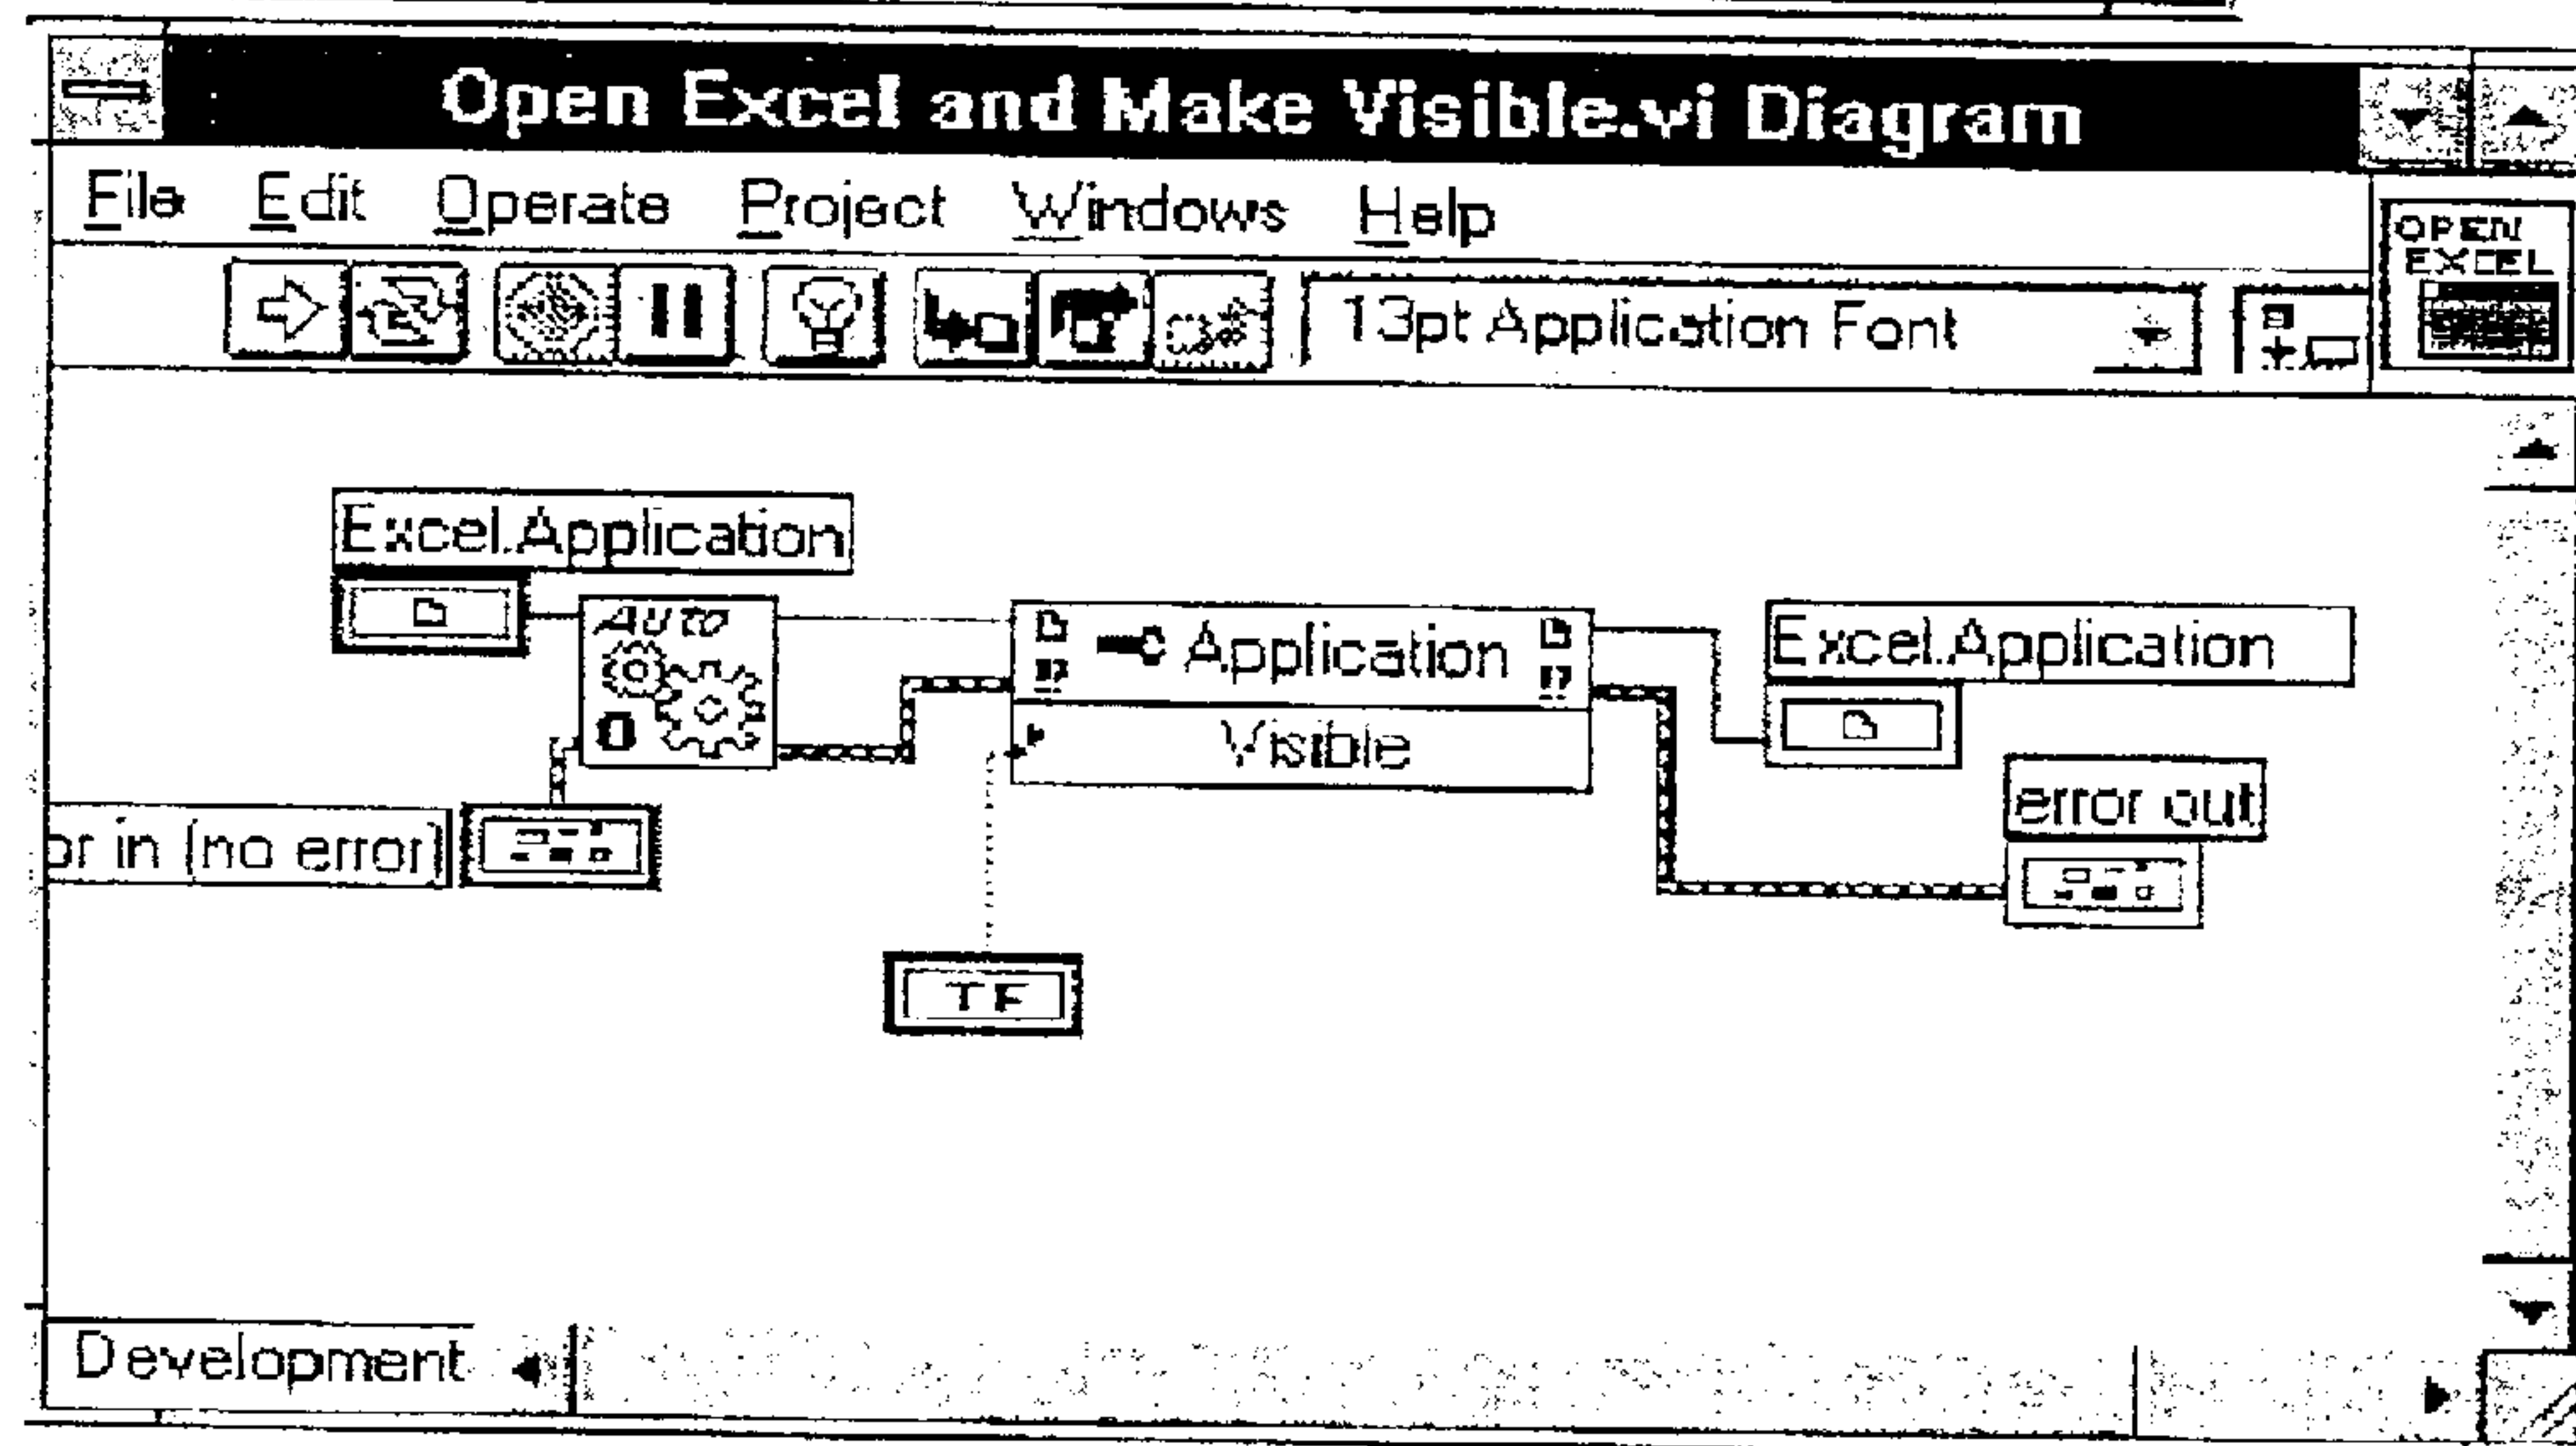 Open Excel and Make Visible.vi Diagram
File Edit Operate Project Windows Help
OPEN
EXCEL
13pt Application Font
Excel.Application
Auto
Application
Visible
Excel.Application
error out
or in (no error)
TF
Development